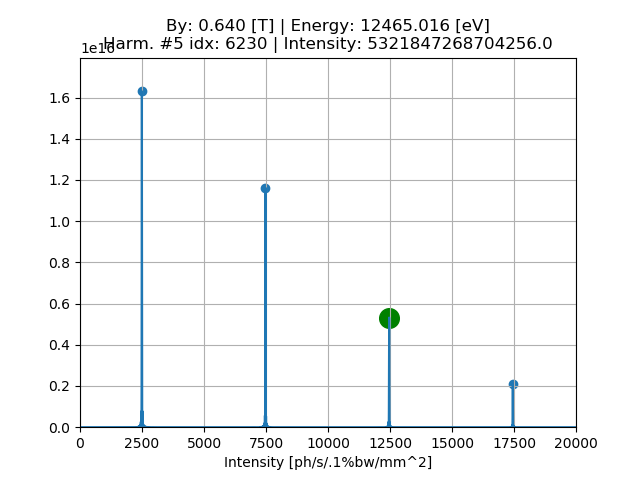 By: 0.640 [T] | Energy: 12465.016 [eV]
Harm. #5 idx: 6230 | Intensity: 5321847268704256.0
1e16
1.6
1.4
1.2
1.0
0.8
0.6
0.4
0.2
0.0
0 2500 5000 7500 10000 12500 15000 17500 20000
Intensity [ph/s/.1%bw/mm^2]